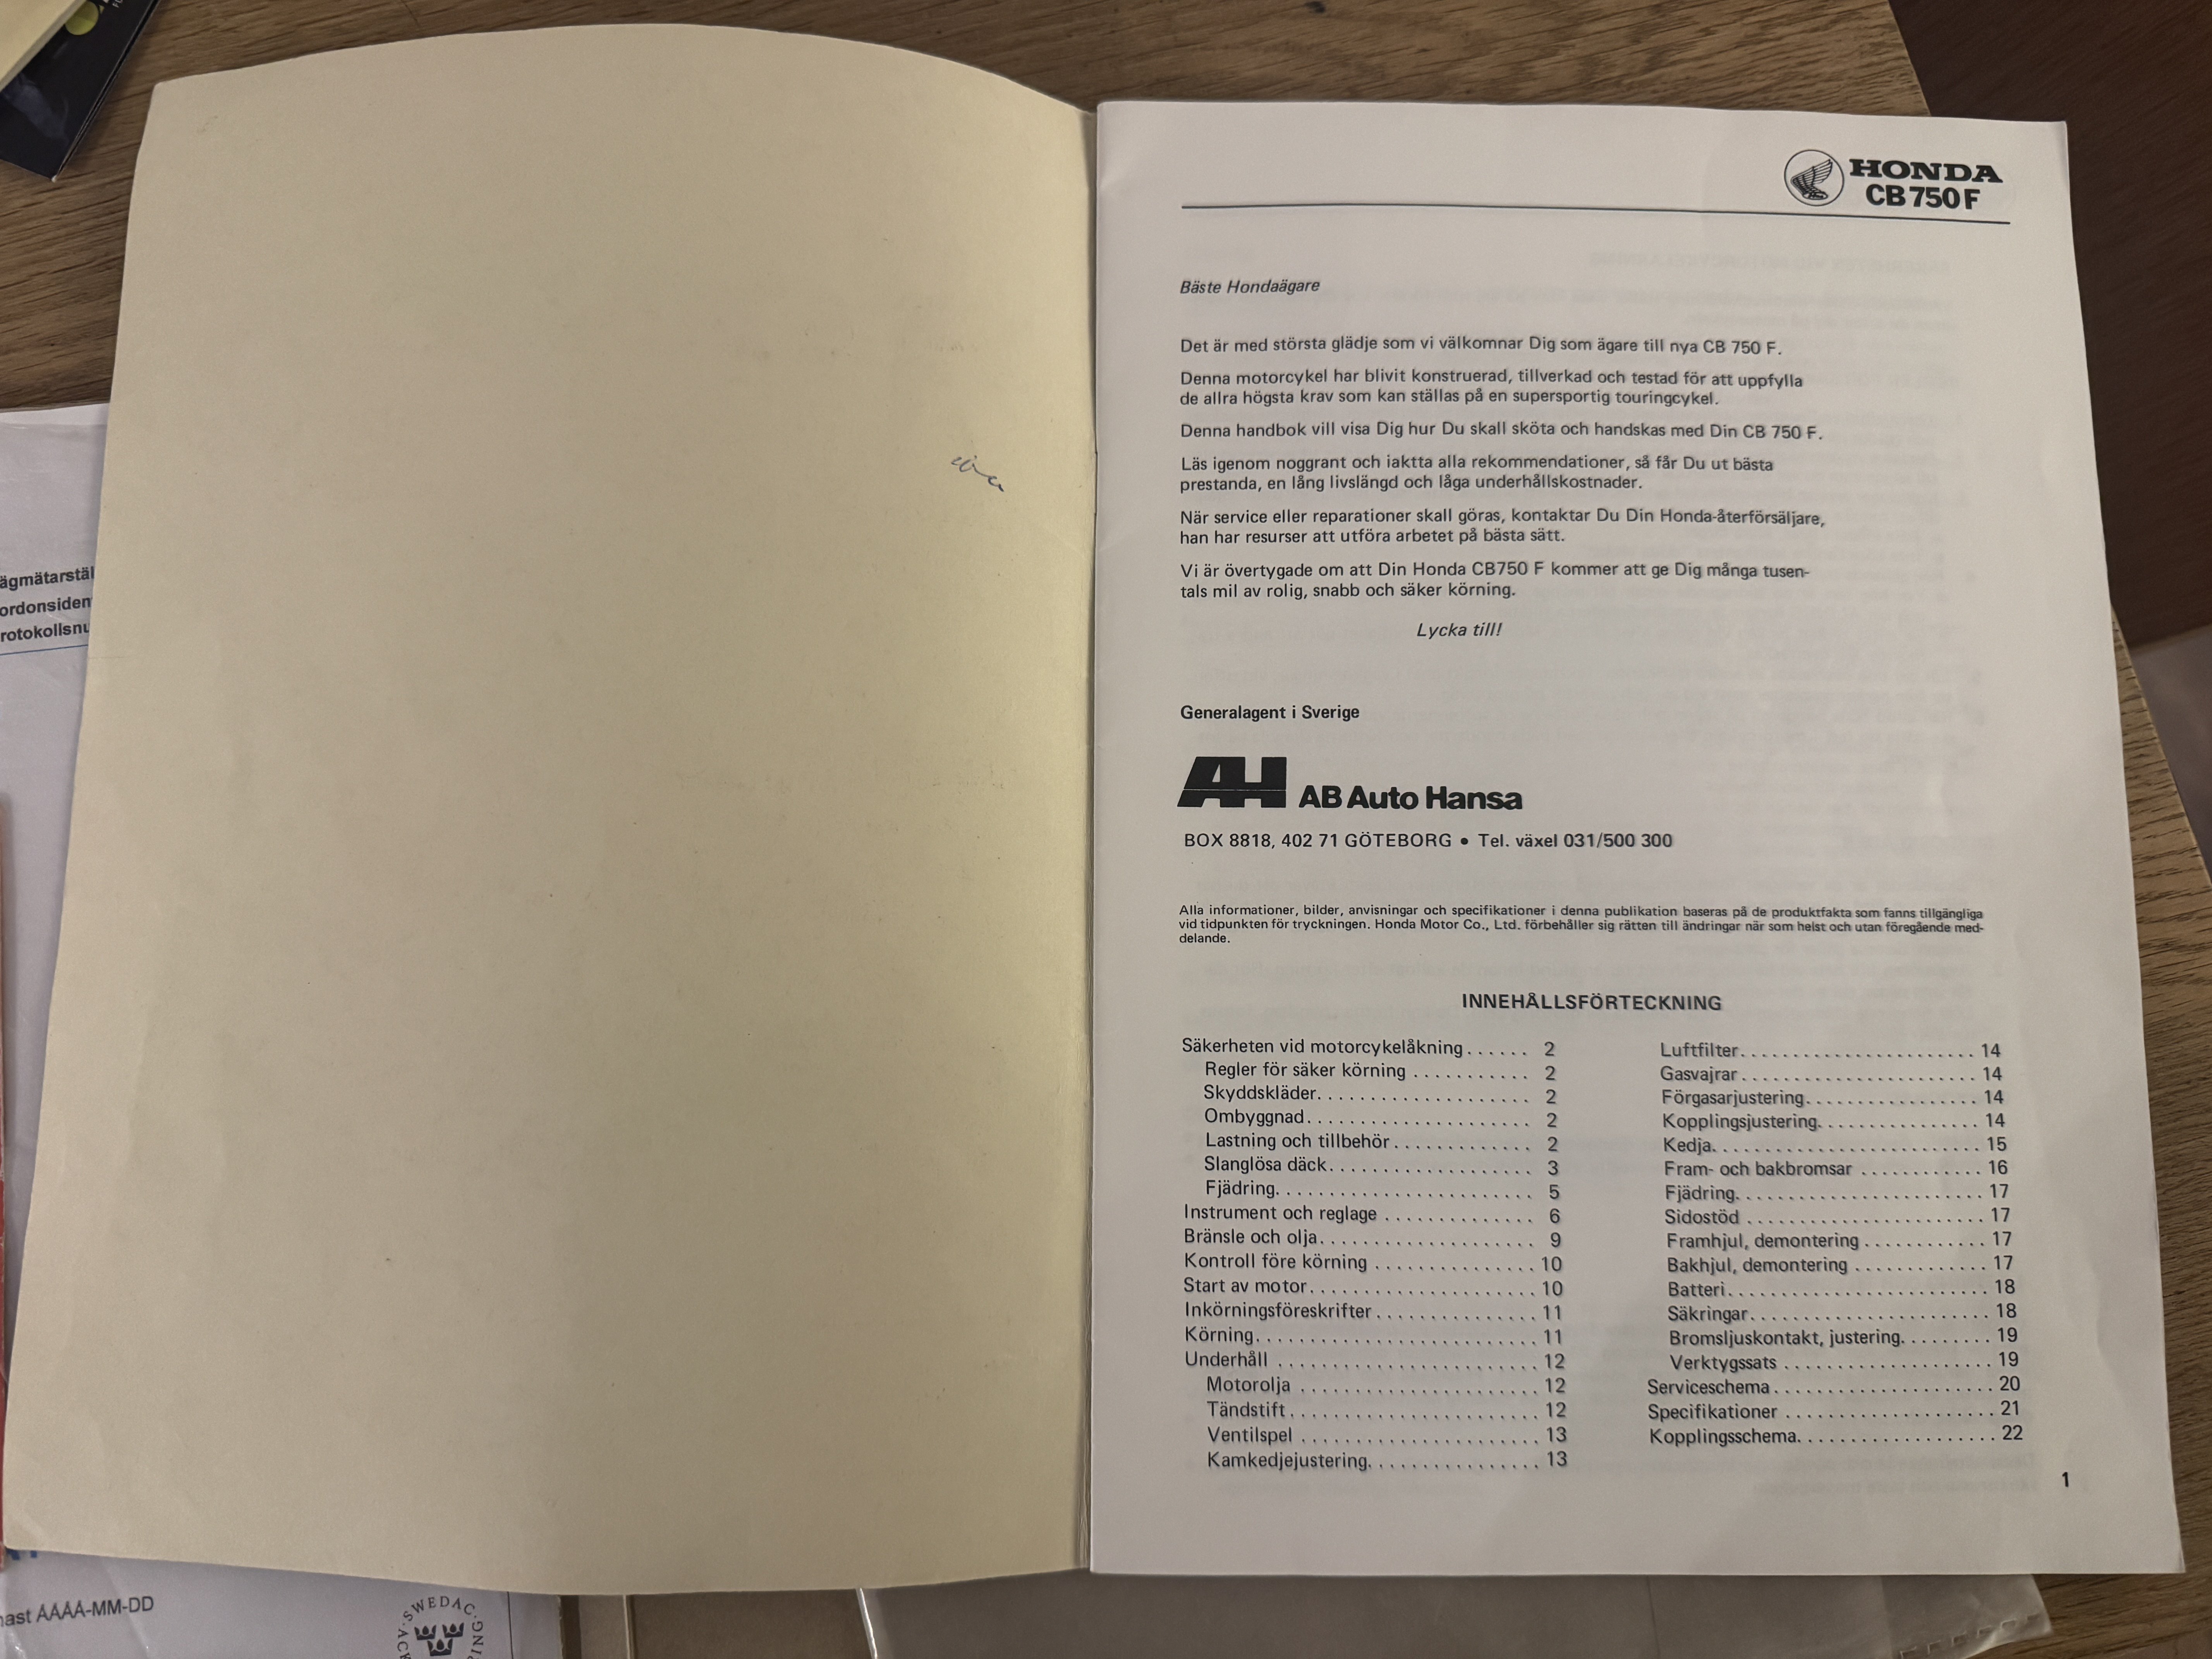 HONDA
CB 750 F
Bäste Hondaägare
Det är med största glädje som vi välkomnar Dig som ägare till nya CB 750 F.
Denna motorcykel har blivit konstruerad, tillverkad och testad för att uppfylla
de allra högsta krav som kan ställas på en supersportig touringcykel.
Denna handbok vill visa Dig hur Du skall sköta och handskas med Din CB 750 F.
Läs igenom noggrant och iaktta alla rekommendationer, så får Du ut bästa
prestanda, en lång livslängd och låga underhållskostnader.
När service eller reparationer skall göras, kontaktar Du Din Honda-återförsäljare,
han har resurser att utföra arbetet på bästa sätt.
Vi är övertygade om att Din Honda CB750 F kommer att ge Dig många tusen-
tals mil av rolig, snabb och säker körning.
Lycka till!
Generalagent i Sverige
AH AB Auto Hansa
BOX 8818, 402 71 GÖTEBORG • Tel. växel 031/500 300
Alla informationer, bilder, anvisningar och specifikationer i denna publikation baseras på de produktfakta som fanns tillgängliga
vid tidpunkten för tryckningen. Honda Motor Co., Ltd. förbehåller sig rätten till ändringar när som helst och utan föregående med-
delande.
INNEHÅLLSFÖRTECKNING
Säkerheten vid motorcykelåkning...... 2
Regler för säker körning ........... 2
Skyddskläder.................... 2
Ombyggnad..................... 2
Lastning och tillbehör............. 2
Slanglösa däck................... 3
Fjädring........................ 5
Instrument och reglage .............. 6
Bränsle och olja.................... 9
Kontroll före körning ............... 10
Start av motor..................... 10
Inkörningsföreskrifter............... 11
Körning.......................... 11
Underhåll ........................ 12
Motorolja ...................... 12
Tändstift....................... 12
Ventilspel ...................... 13
Kamkedjejustering................ 13
Luftfilter...................... 14
Gasvajrar...................... 14
Förgasarjustering................ 14
Kopplingsjustering............... 14
Kedja......................... 15
Fram- och bakbromsar ........... 16
Fjädring....................... 17
Sidostöd ...................... 17
Framhjul, demontering ........... 17
Bakhjul, demontering ............ 17
Batteri........................ 18
Säkringar...................... 18
Bromsljuskontakt, justering......... 19
Verktygssats .................... 19
Serviceschema..................... 20
Specifikationer .................... 21
Kopplingsschema................... 22
1
ägmätarstäl
ordonsiden
rotokollsnu
nast ÅÅÅÅ-MM-DD
SWEDAC